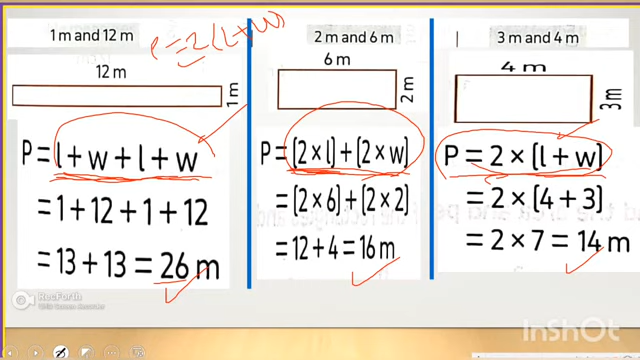 1 m and 12 m
P = 2 (L+W)
12 m
1 m
P = l + w + l + w
= 1 + 12 + 1 + 12
= 13 + 13 = 26 m
2 m and 6 m
6 m
2 m
P = (2 × l) + (2 × w)
= (2 × 6) + (2 × 2)
= 12 + 4 = 16 m
3 m and 4 m
4 m
3 m
P = 2 × (l + w)
= 2 × (4 + 3)
= 2 × 7 = 14 m
RecForth
InShOt